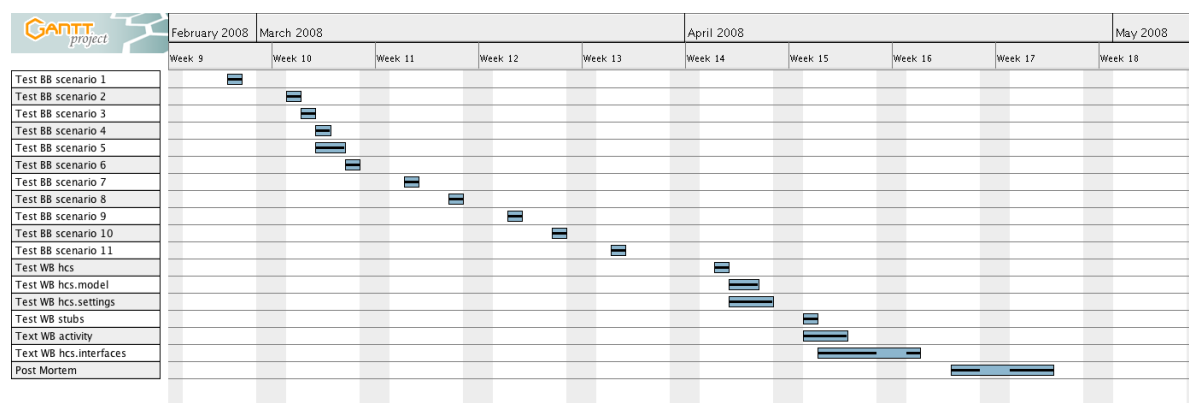 GANTT
project
February 2008 March 2008 April 2008 May 2008
Week 9 Week 10 Week 11 Week 12 Week 13 Week 14 Week 15 Week 16 Week 17 Week 18
Test BB scenario 1
Test BB scenario 2
Test BB scenario 3
Test BB scenario 4
Test BB scenario 5
Test BB scenario 6
Test BB scenario 7
Test BB scenario 8
Test BB scenario 9
Test BB scenario 10
Test BB scenario 11
Test WB hcs
Test WB hcs.model
Test WB hcs.settings
Test WB stubs
Text WB activity
Text WB hcs.interfaces
Post Mortem